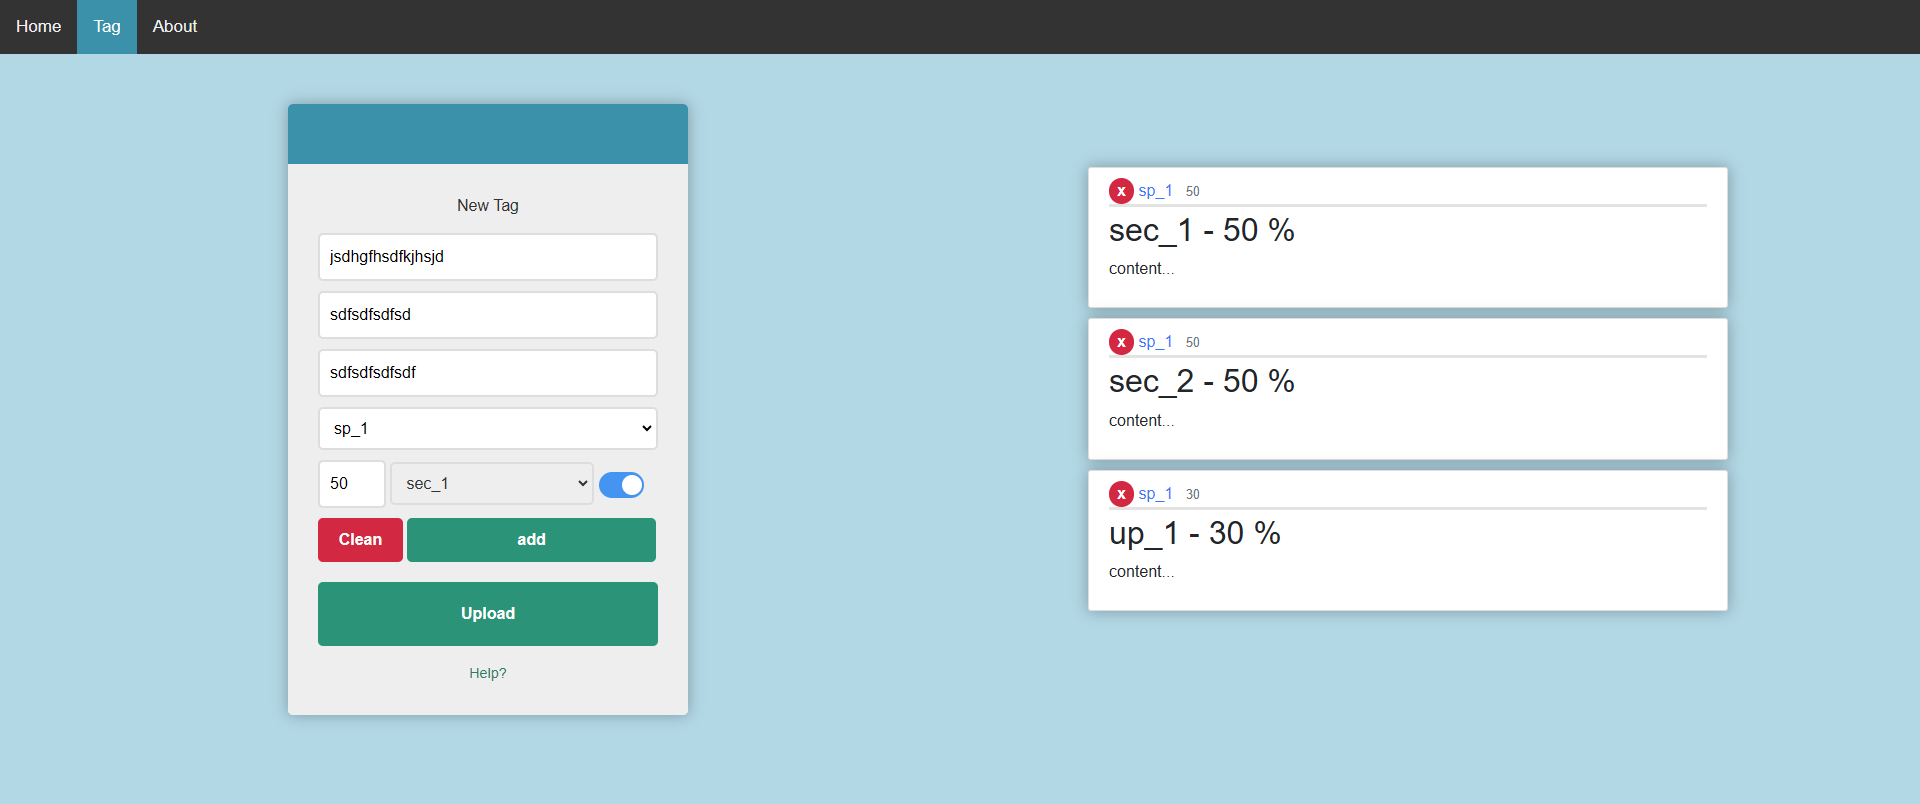 Home Tag About
New Tag
jsdhgfhsdfkjhsjd
sdfsdfsdfsd
sdfsdfsdfsdf
sp_1
50 sec_1
Clean add
Upload
Help?
x sp_1 50
sec_1 - 50 %
content...
x sp_1 50
sec_2 - 50 %
content...
x sp_1 30
up_1 - 30 %
content...